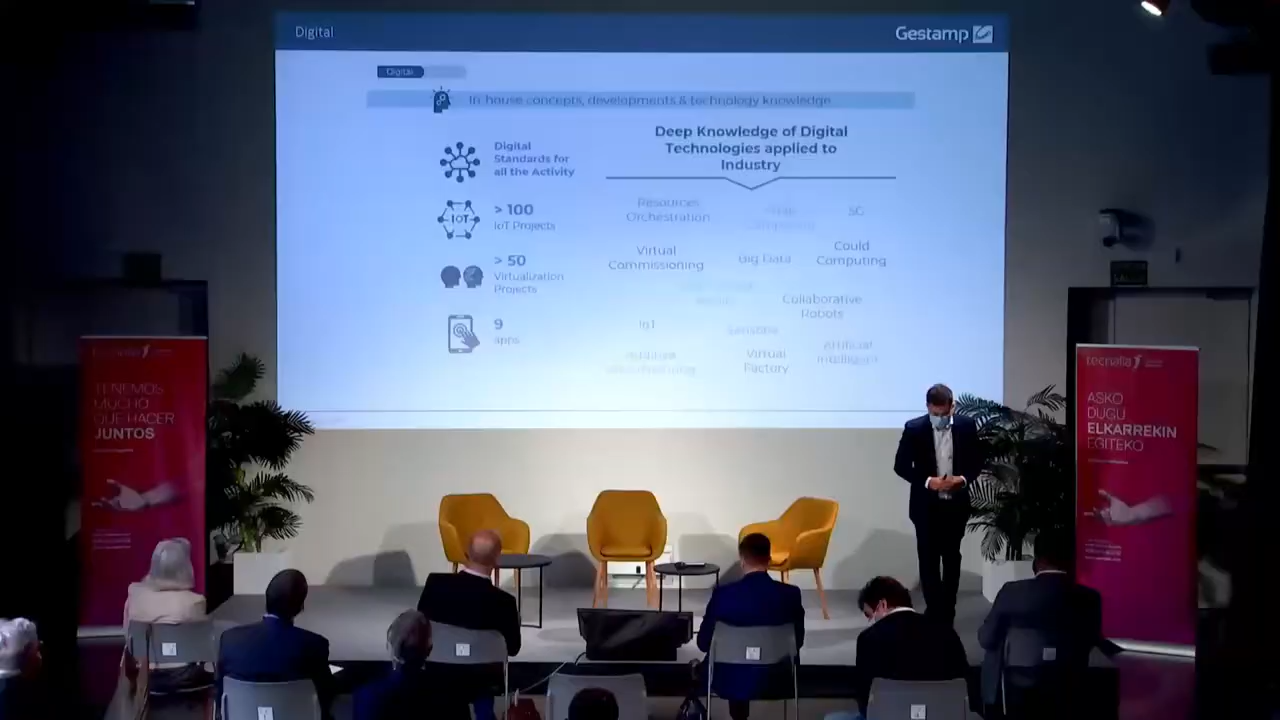 Digital
Gestamp
Digital
In-house concepts, developments & technology knowledge
Digital
Standards for
all the Activity
Deep Knowledge of Digital
Technologies applied to
Industry
IoT
> 100
IoT Projects
> 50
Virtualization
Projects
9
apps
Resources
Orchestration
5G
Virtual
Commissioning
Big Data
Could
Computing
Collaborative
Robots
IoT
Sensible
Virtual
Factory
Artificial
Intelligent
tecnalia
TENEMOS
MUCHO
QUE HACER
JUNTOS
tecnalia
ASKO
DUGU
ELKARREKIN
EGITEKO